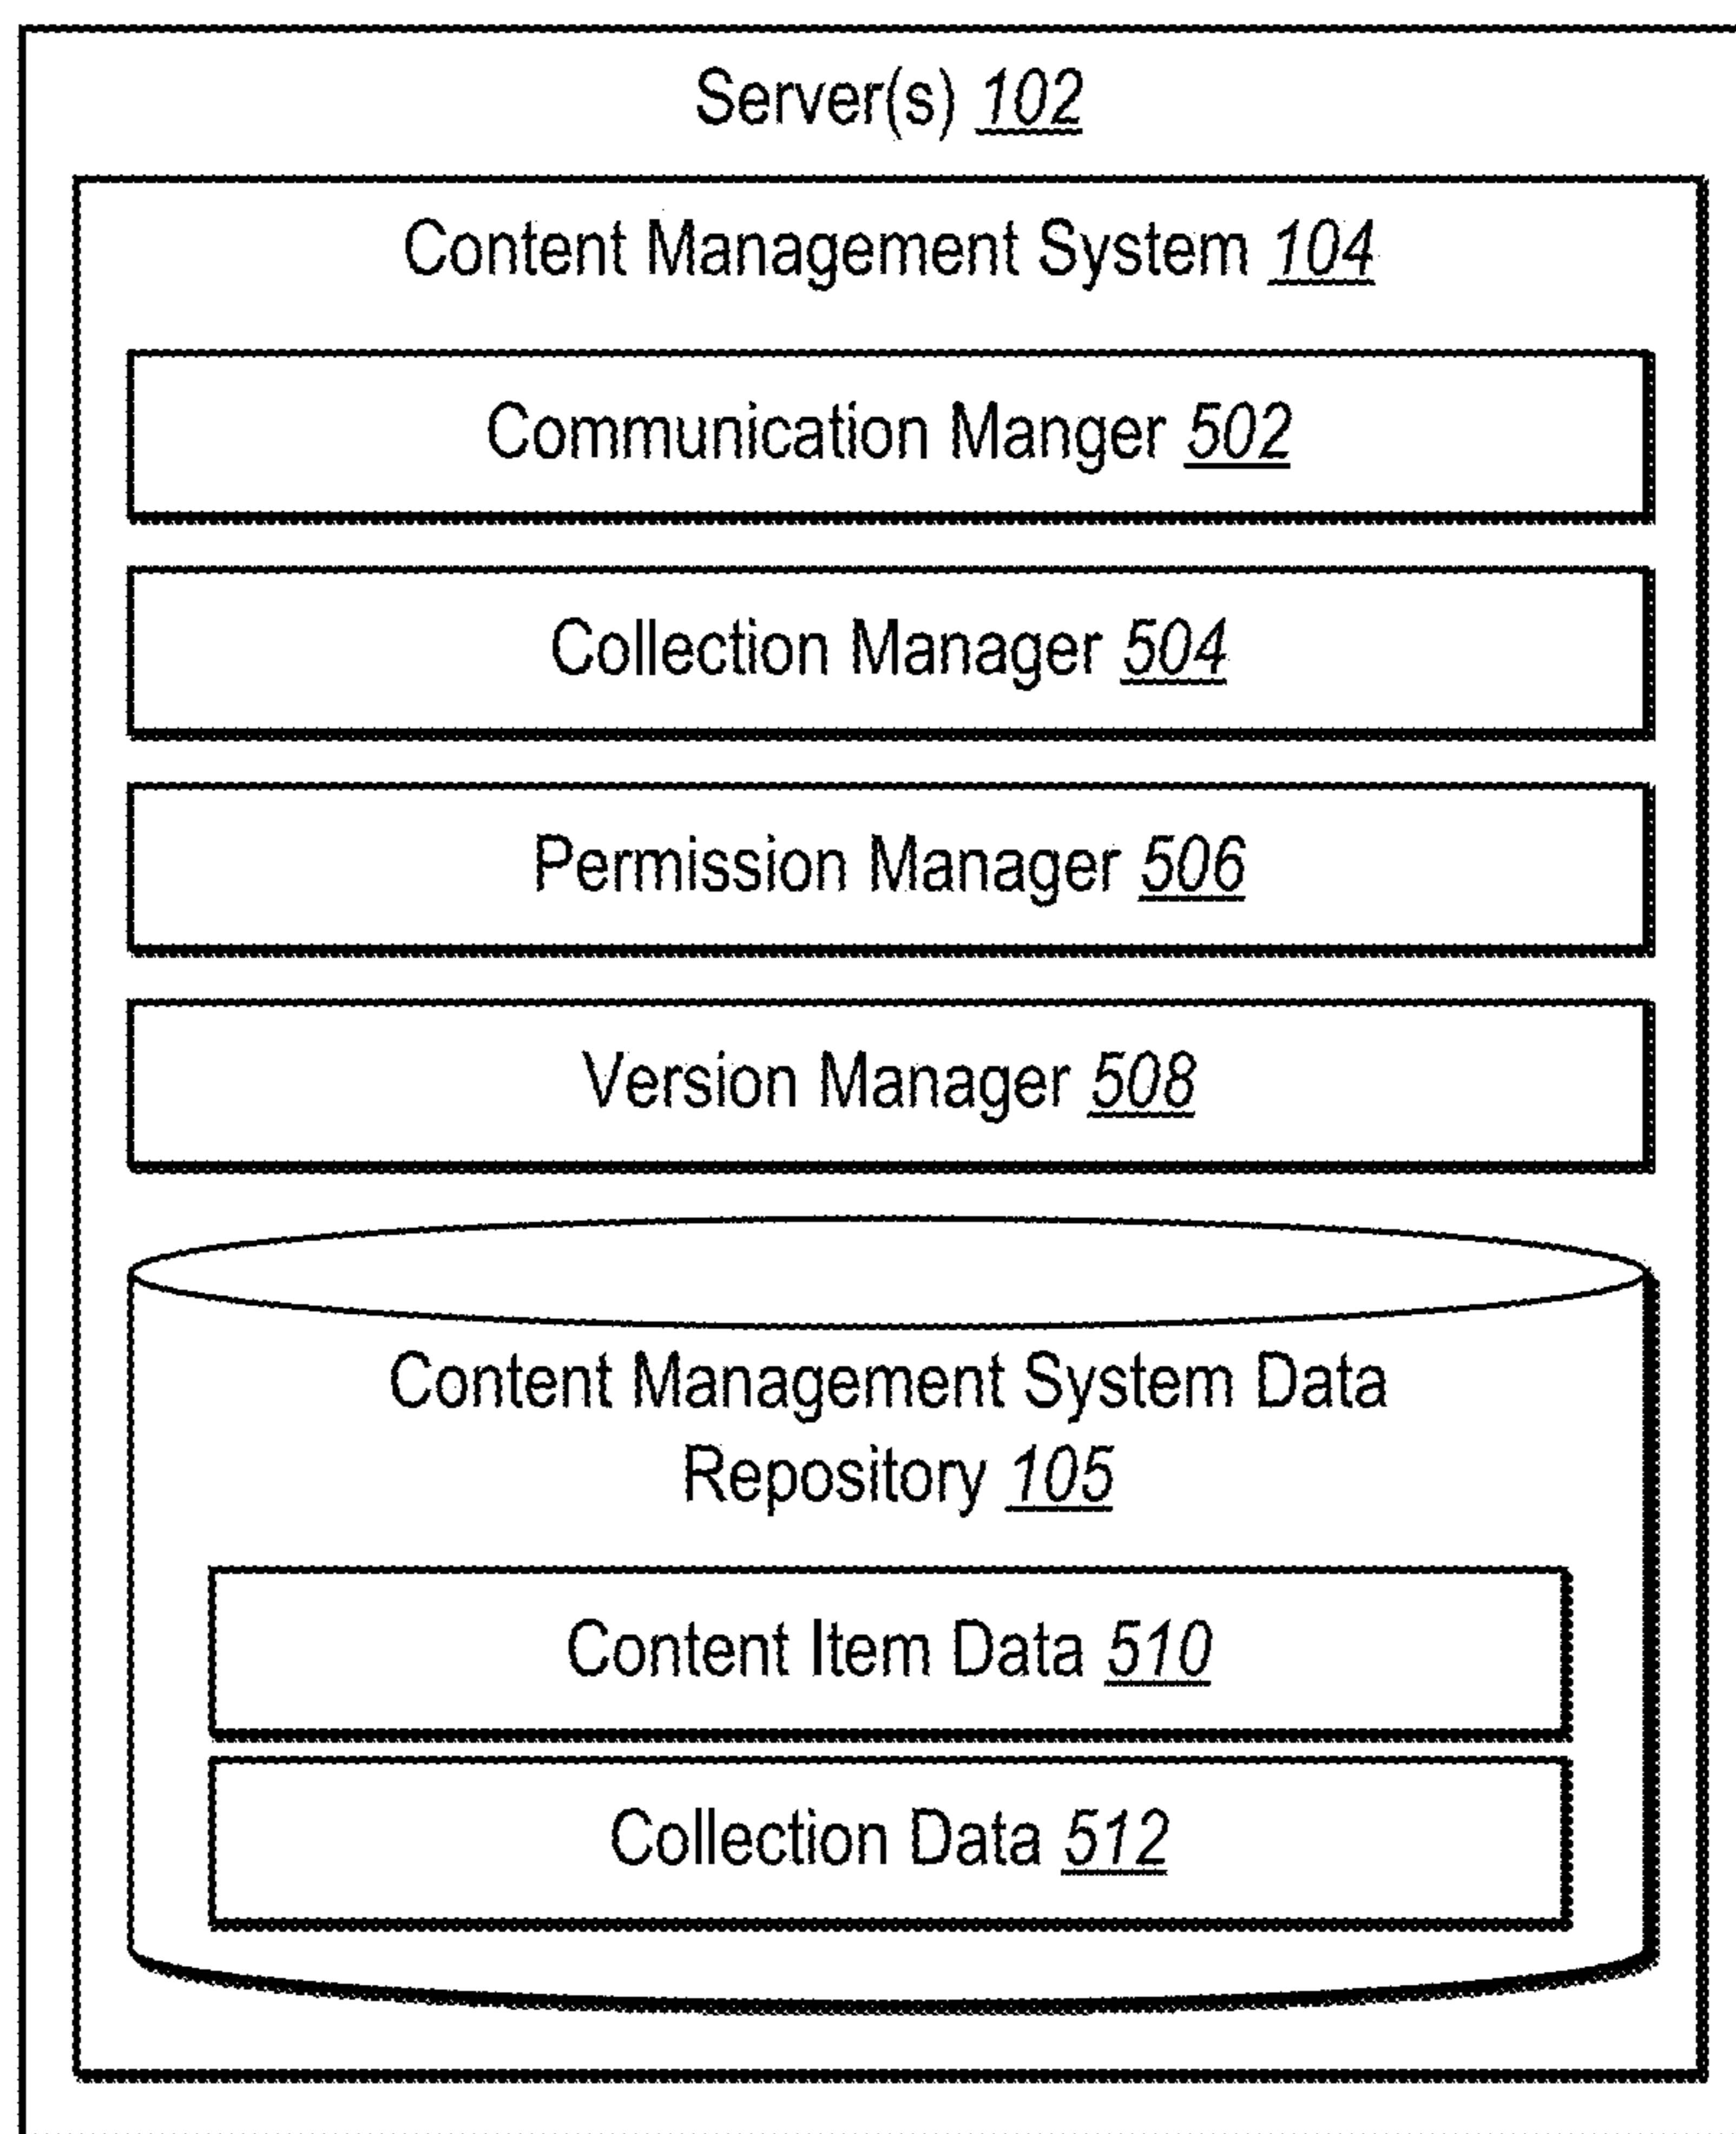 Server(s) 102
Content Management System 104
Communication Manger 502
Collection Manager 504
Permission Manager 506
Version Manager 508
Content Management System Data
Repository 105
Content Item Data 510
Collection Data 512